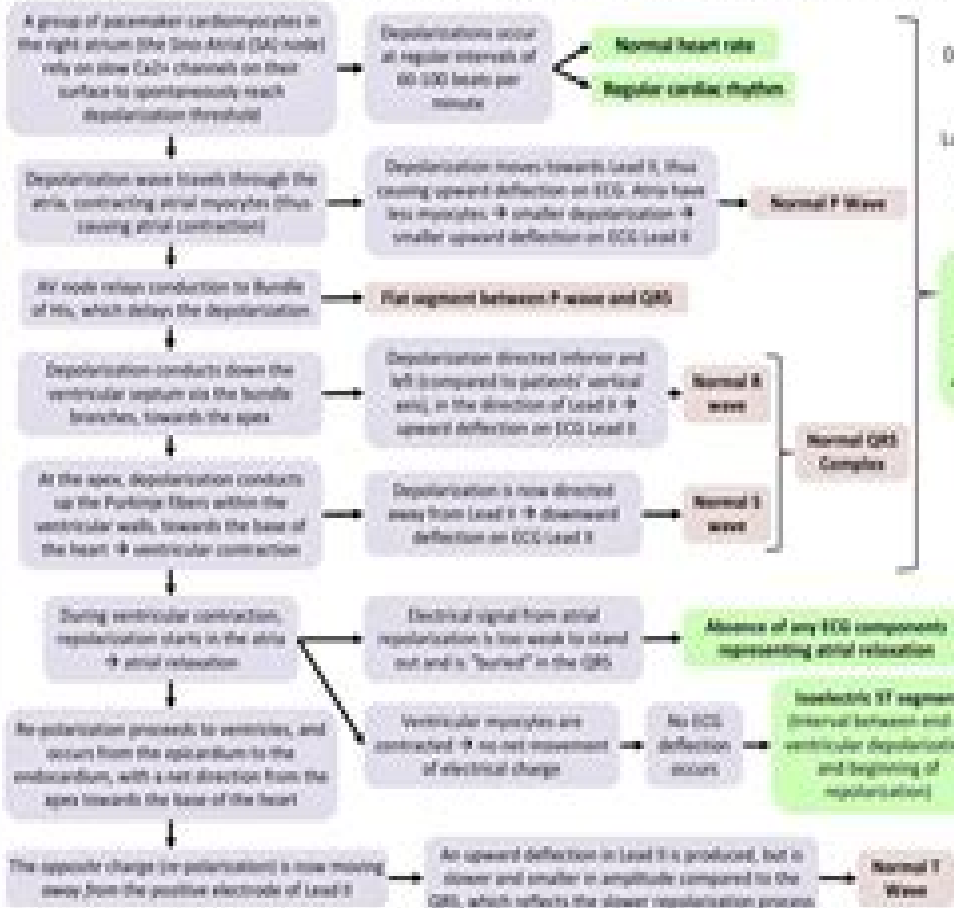 A group of pacemaker cardiomyocytes in
the right atrium (the Sino Atrial (SA) node)
rely on slow Ca2+ channels on their
surface to spontaneously reach
depolarization threshold
Depolarizations occur
at regular intervals of
60-100 beats per
minute
Normal heart rate
Regular cardiac rhythm
Depolarization wave travels through the
atria, contracting atrial myocytes (thus
causing atrial contraction)
Depolarization moves towards Lead II, thus
causing upward deflection on ECG. Atria have
less myocytes → smaller depolarization →
smaller upward deflection on ECG Lead II
Normal P Wave
AV node relays conduction to Bundle
of His, which delays the depolarization
Flat segment between P wave and QRS
Depolarization conducts down the
ventricular septum via the bundle
branches, towards the apex
Depolarization directed inferior and
left (compared to patients' vertical
axis), in the direction of Lead II →
upward deflection on ECG Lead II
Normal R
wave
Normal QRS
Complex
At the apex, depolarization conducts
up the Purkinje fibers within the
ventricular walls, towards the base of
the heart → ventricular contraction
Depolarization is now directed
away from Lead II → downward
deflection on ECG Lead II
Normal S
wave
During ventricular contraction,
repolarization starts in the atria
→ atrial relaxation
Electrical signal from atrial
repolarization is too weak to stand
out and is "buried" in the QRS
Absence of any ECG components
representing atrial relaxation
Ventricular myocytes are
contracted → no net movement
of electrical charge
No ECG
deflection
occurs
Isoelectric ST segment
(interval between end
ventricular depolarizatio
and beginning of
repolarization)
Re-polarization proceeds to ventricles, and
occurs from the epicardium to the
endocardium, with a net direction from the
apex towards the base of the heart
The opposite charge (re-polarization) is now moving
away from the positive electrode of Lead II
An upward deflection in Lead II is produced, but is
slower and smaller in amplitude compared to the
QRS, which reflects the slower repolarisation process
Normal T
Wave